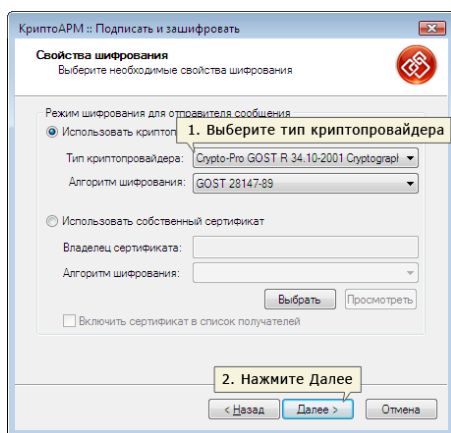 КриптоАРМ :: Подписать и зашифровать
Свойства шифрования
Выберите необходимые свойства шифрования
Режим шифрования для отправителя сообщения
Использовать криптоп
1. Выберите тип криптопровайдера
Тип криптопровайдера: Crypto-Pro GOST R 34.10-2001 Cryptograph
Алгоритм шифрования: GOST 28147-89
Использовать собственный сертификат
Владелец сертификата:
Алгоритм шифрования:
Выбрать Просмотреть
Включить сертификат в список получателей
2. Нажмите Далее
< Назад Далее > Отмена